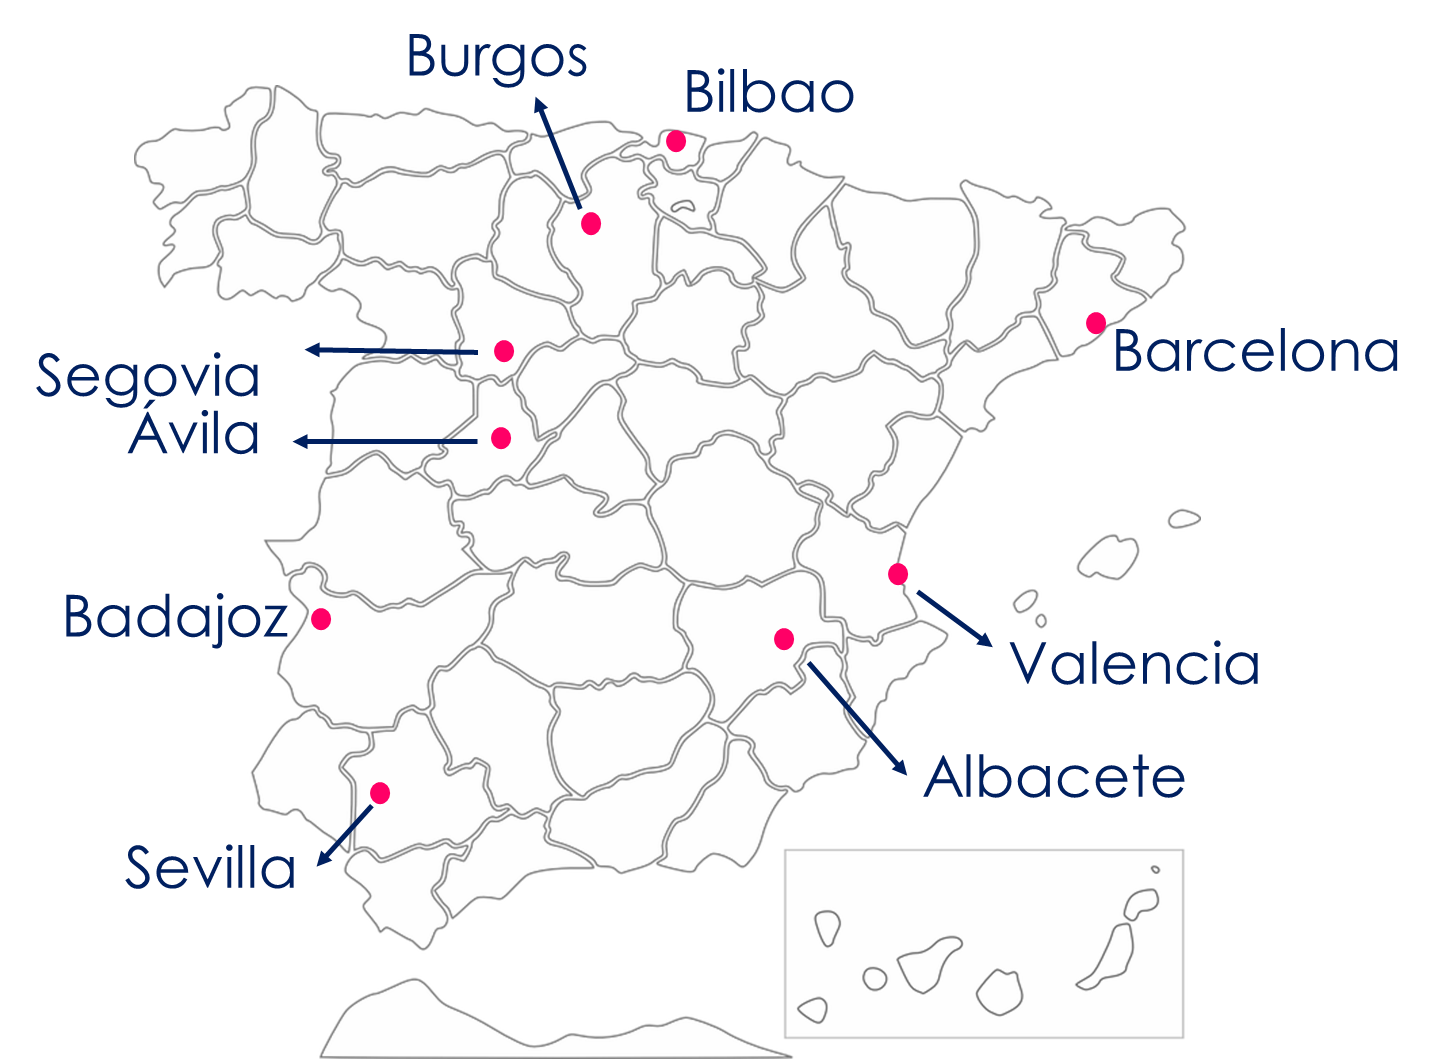 Burgos
Bilbao
Barcelona
Segovia
Ávila
Badajoz
Valencia
Albacete
Sevilla